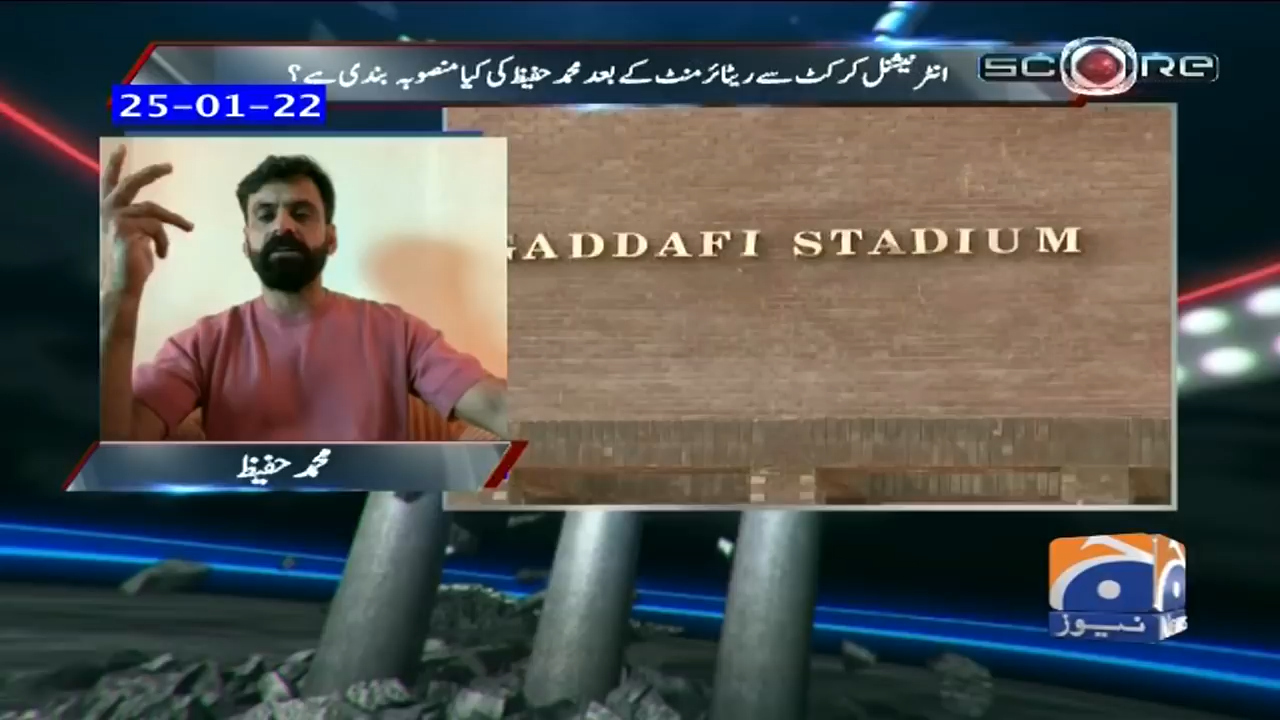 انٹرنیشنل کرکٹ سے ریٹائرمنٹ کے بعد محمد حفیظ کی کیا منصوبہ بندی ہے؟
SCORE
25-01-22
GADDAFI STADIUM
محمد حفیظ
نیوز
News